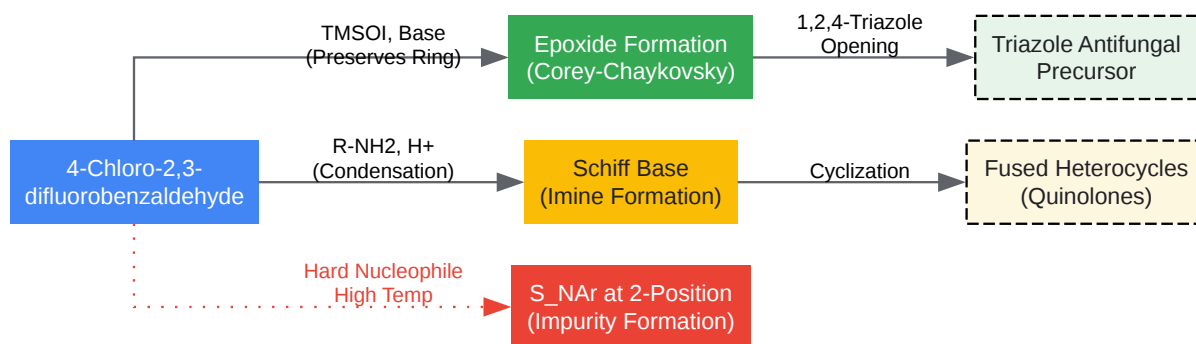 TMSOI, Base
(Preserves Ring)
Epoxide Formation
(Corey-Chaykovsky)
1,2,4-Triazole
Opening
Triazole Antifungal
Precursor
4-Chloro-2,3-
difluorobenzaldehyde
R-NH2, H+
(Condensation)
Schiff Base
(Imine Formation)
Cyclization
Fused Heterocycles
(Quinolones)
Hard Nucleophile
High Temp
S_NAr at 2-Position
(Impurity Formation)